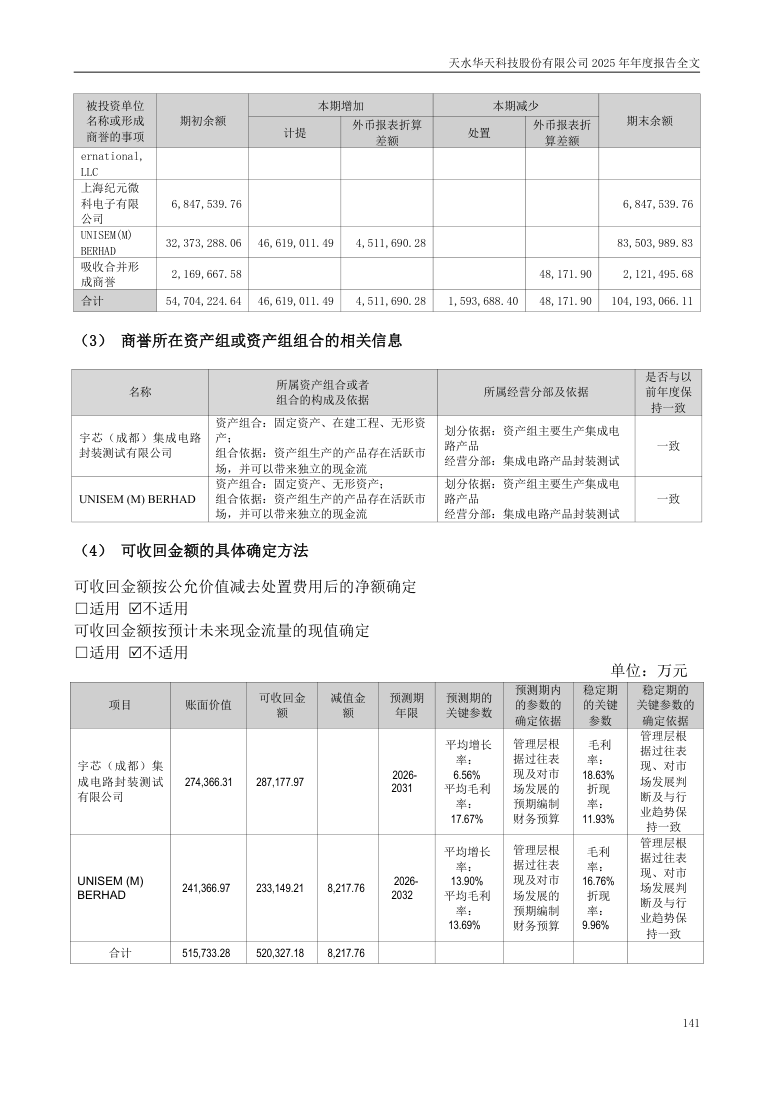 天水华天科技股份有限公司 2025 年年度报告全文
被投资单位名称或形成商誉的事项 期初余额 本期增加 本期减少 期末余额
计提 外币报表折算差额 处置 外币报表折算差额
ernational,
LLC
上海纪元微
科电子有限 6,847,539.76 6,847,539.76
公司
UNISEM(M)
BERHAD 32,373,288.06 46,619,011.49 4,511,690.28 83,503,989.83
吸收合并形
成商誉 2,169,667.58 48,171.90 2,121,495.68
合计 54,704,224.64 46,619,011.49 4,511,690.28 1,593,688.40 48,171.90 104,193,066.11
（3） 商誉所在资产组或资产组组合的相关信息
名称 所属资产组合或者组合的构成及依据 所属经营分部及依据 是否与以前年度保持一致
宇芯（成都）集成电路
封装测试有限公司
资产组合：固定资产、在建工程、无形资
产；
组合依据：资产组生产的产品存在活跃市
场，并可以带来独立的现金流
划分依据：资产组主要生产集成电
路产品
经营分部：集成电路产品封装测试
一致
UNISEM (M) BERHAD
资产组合：固定资产、无形资产；
组合依据：资产组生产的产品存在活跃市
场，并可以带来独立的现金流
划分依据：资产组主要生产集成电
路产品
经营分部：集成电路产品封装测试
一致
（4） 可收回金额的具体确定方法
可收回金额按公允价值减去处置费用后的净额确定
□适用 ☑不适用
可收回金额按预计未来现金流量的现值确定
□适用 ☑不适用
单位：万元
项目 账面价值 可收回金额 减值金额 预测期年限 预测期的关键参数 预测期内的参数的确定依据 稳定期的关键参数 稳定期的关键参数的确定依据
宇芯（成都）集
成电路封装测试
有限公司
274,366.31
287,177.97
2026-
2031
平均增长
率：
6.56%
平均毛利
率：
17.67%
管理层根
据过往表
现及对市
场发展的
预期编制
财务预算
毛利
率：
18.63%
折现
率：
11.93%
管理层根
据过往表
现、对市
场发展判
断及与行
业趋势保
持一致
UNISEM (M)
BERHAD
241,366.97
233,149.21
8,217.76
2026-
2032
平均增长
率：
13.90%
平均毛利
率：
13.69%
管理层根
据过往表
现及对市
场发展的
预期编制
财务预算
毛利
率：
16.76%
折现
率：
9.96%
管理层根
据过往表
现、对市
场发展判
断及与行
业趋势保
持一致
合计 515,733.28 520,327.18 8,217.76
141